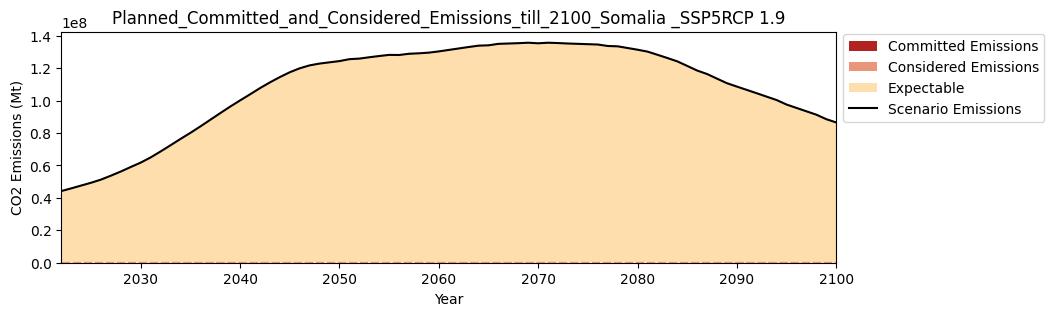 Planned_Committed_and_Considered_Emissions_till_2100_Somalia _SSP5RCP 1.9
1e8
1.4
1.2
1.0
0.8
0.6
0.4
0.2
0.0
CO2 Emissions (Mt)
2030 2040 2050 2060 2070 2080 2090 2100
Year
Committed Emissions
Considered Emissions
Expectable
Scenario Emissions